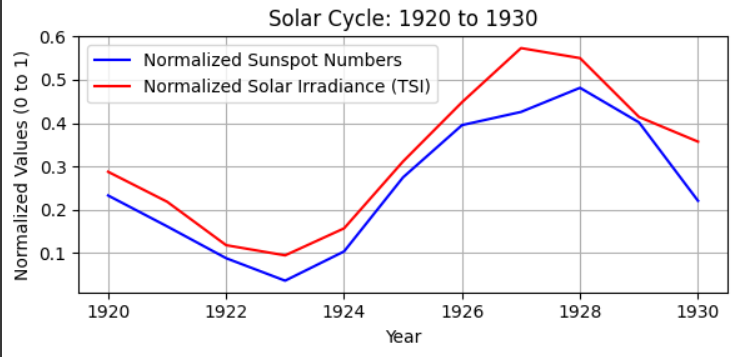 Solar Cycle: 1920 to 1930
Normalized Values (0 to 1)
0.6
0.5
0.4
0.3
0.2
0.1
Normalized Sunspot Numbers
Normalized Solar Irradiance (TSI)
1920 1922 1924 1926 1928 1930
Year